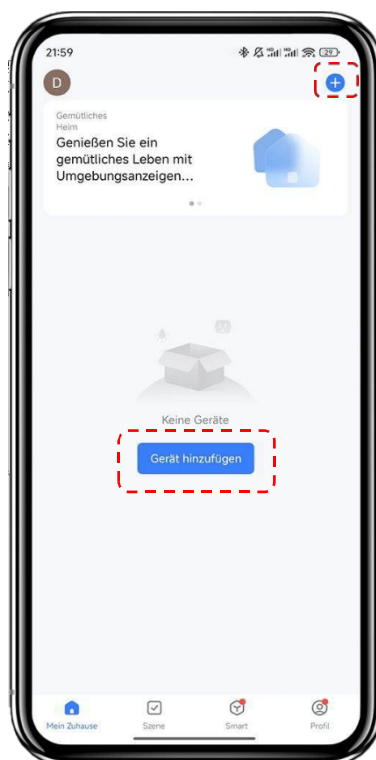 21:59
29
D
Gemütliches
Heim
Genießen Sie ein
gemütliches Leben mit
Umgebungsanzeigen...
Keine Geräte
Gerät hinzufügen
Mein Zuhause Szene Smart Profil